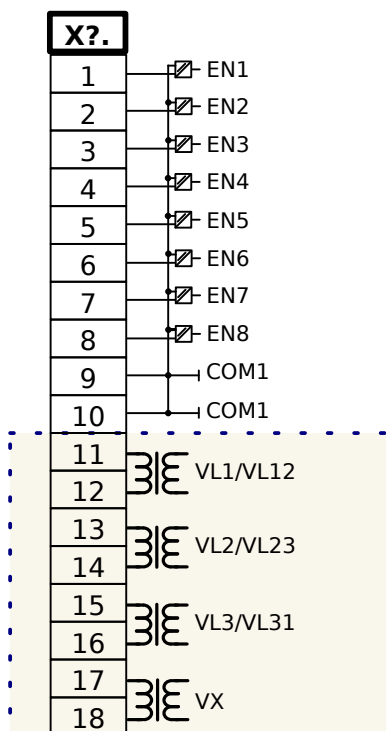 X?.
1 EN1
2 EN2
3 EN3
4 EN4
5 EN5
6 EN6
7 EN7
8 EN8
9 COM1
10 COM1
11
VL1/VL12
12
13
VL2/VL23
14
15
VL3/VL31
16
17
VX
18